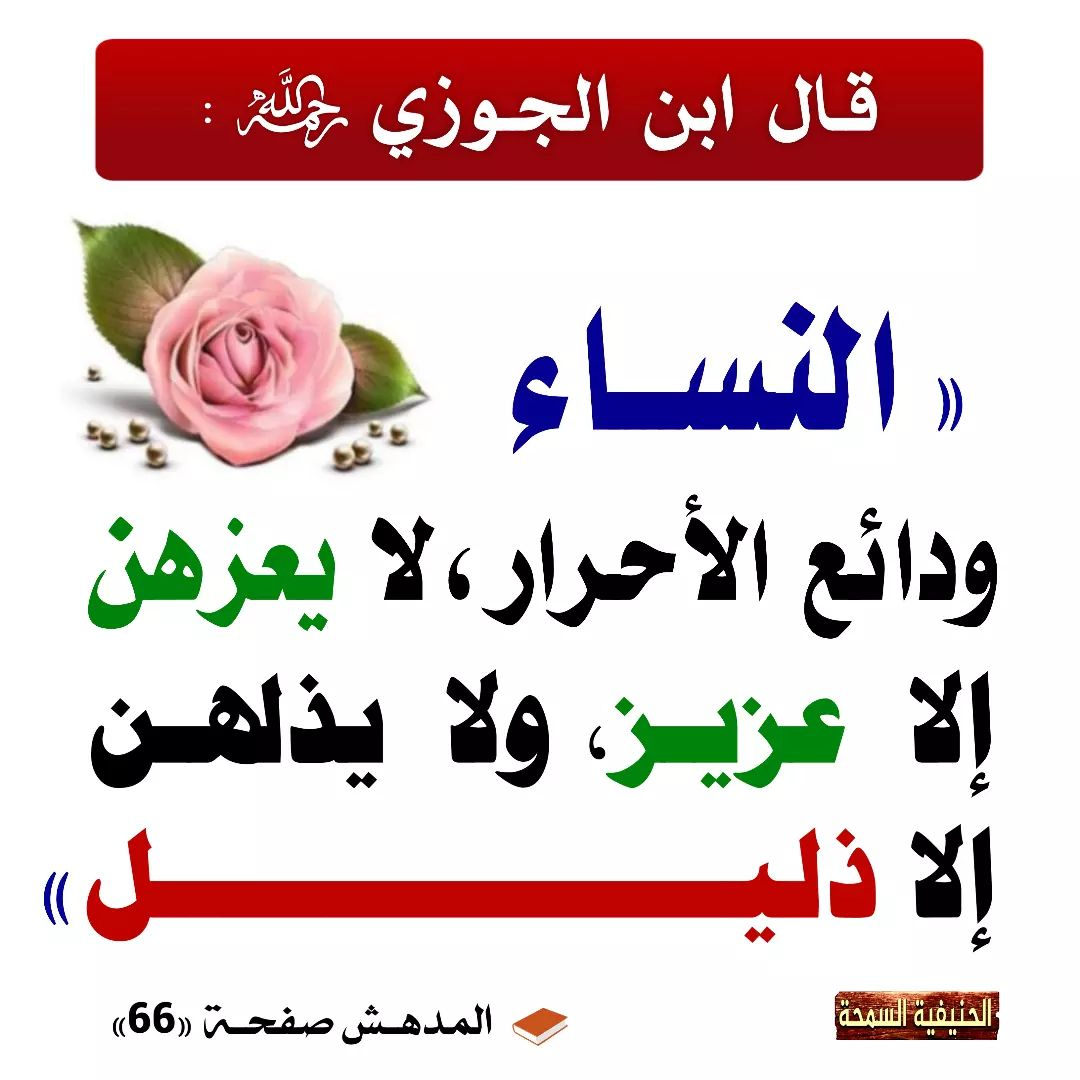 قال ابن الجوزي رحمه الله :
« النساء
ودائع الأحرار، لا يعزهن
إلا عزيز، ولا يذلهن
إلا ذليل »
الحنيفية السمحة
المدهش صفحة «66»